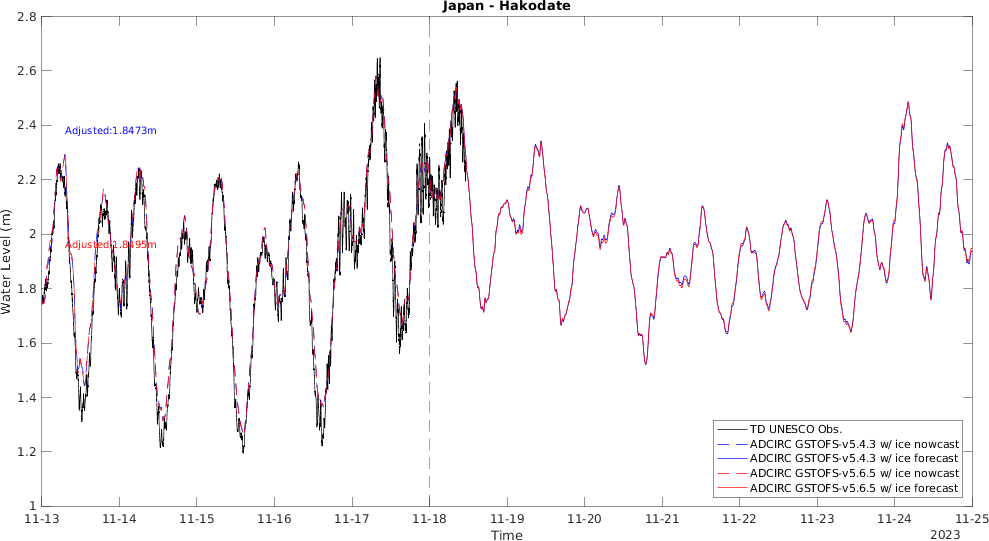 Japan - Hakodate
2.8
2.6
2.4
2.2
2
1.8
1.6
1.4
1.2
1
Water Level (m)
Adjusted:1.8473m
Adjusted:1.8495m
TD UNESCO Obs.
ADCIRC GSTOFS-v5.4.3 w/ ice nowcast
ADCIRC GSTOFS-v5.4.3 w/ ice forecast
ADCIRC GSTOFS-v5.6.5 w/ ice nowcast
ADCIRC GSTOFS-v5.6.5 w/ ice forecast
11-13 11-14 11-15 11-16 11-17 11-18 11-19 11-20 11-21 11-22 11-23 11-24 11-25
Time
2023